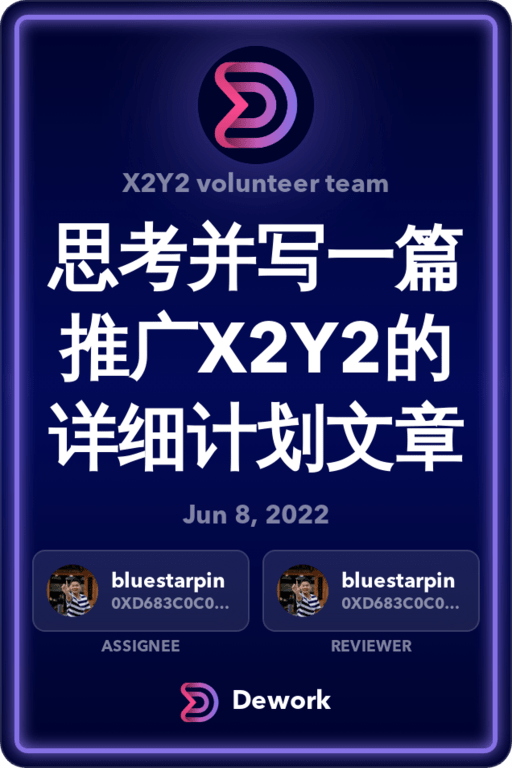 X2Y2 volunteer team
思考并写一篇
推广X2Y2的
详细计划文章
Jun 8, 2022
bluestarpin
0XD683C0C0...
ASSIGNEE
bluestarpin
0XD683C0C0...
REVIEWER
Dework